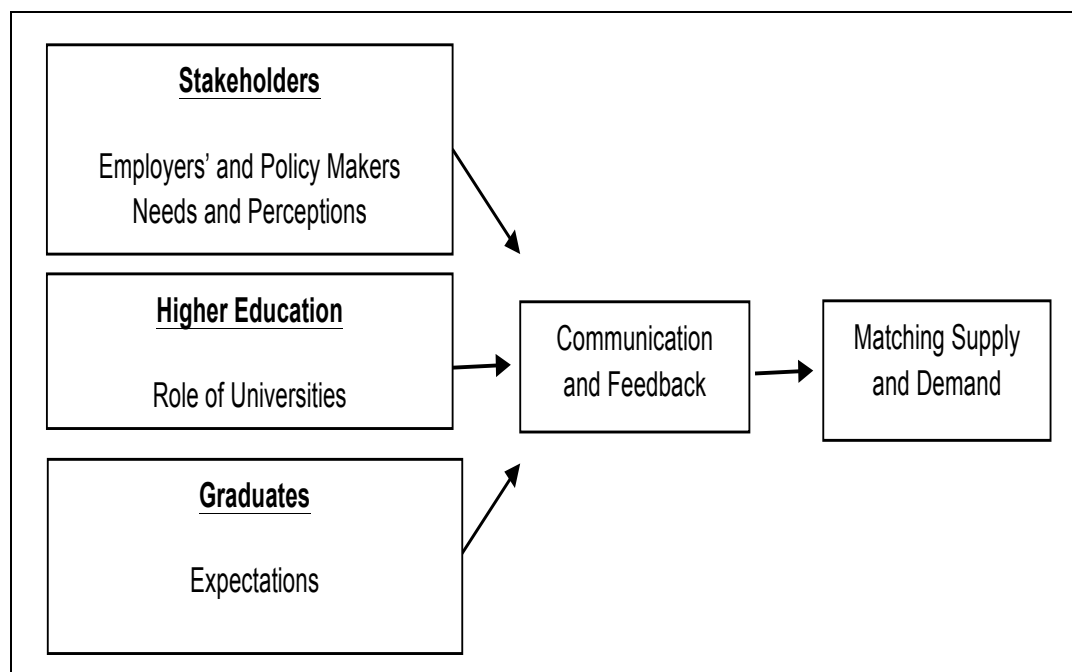 Stakeholders
Employers’ and Policy Makers
Needs and Perceptions
Higher Education
Role of Universities
Graduates
Expectations
Communication
and Feedback
Matching Supply
and Demand